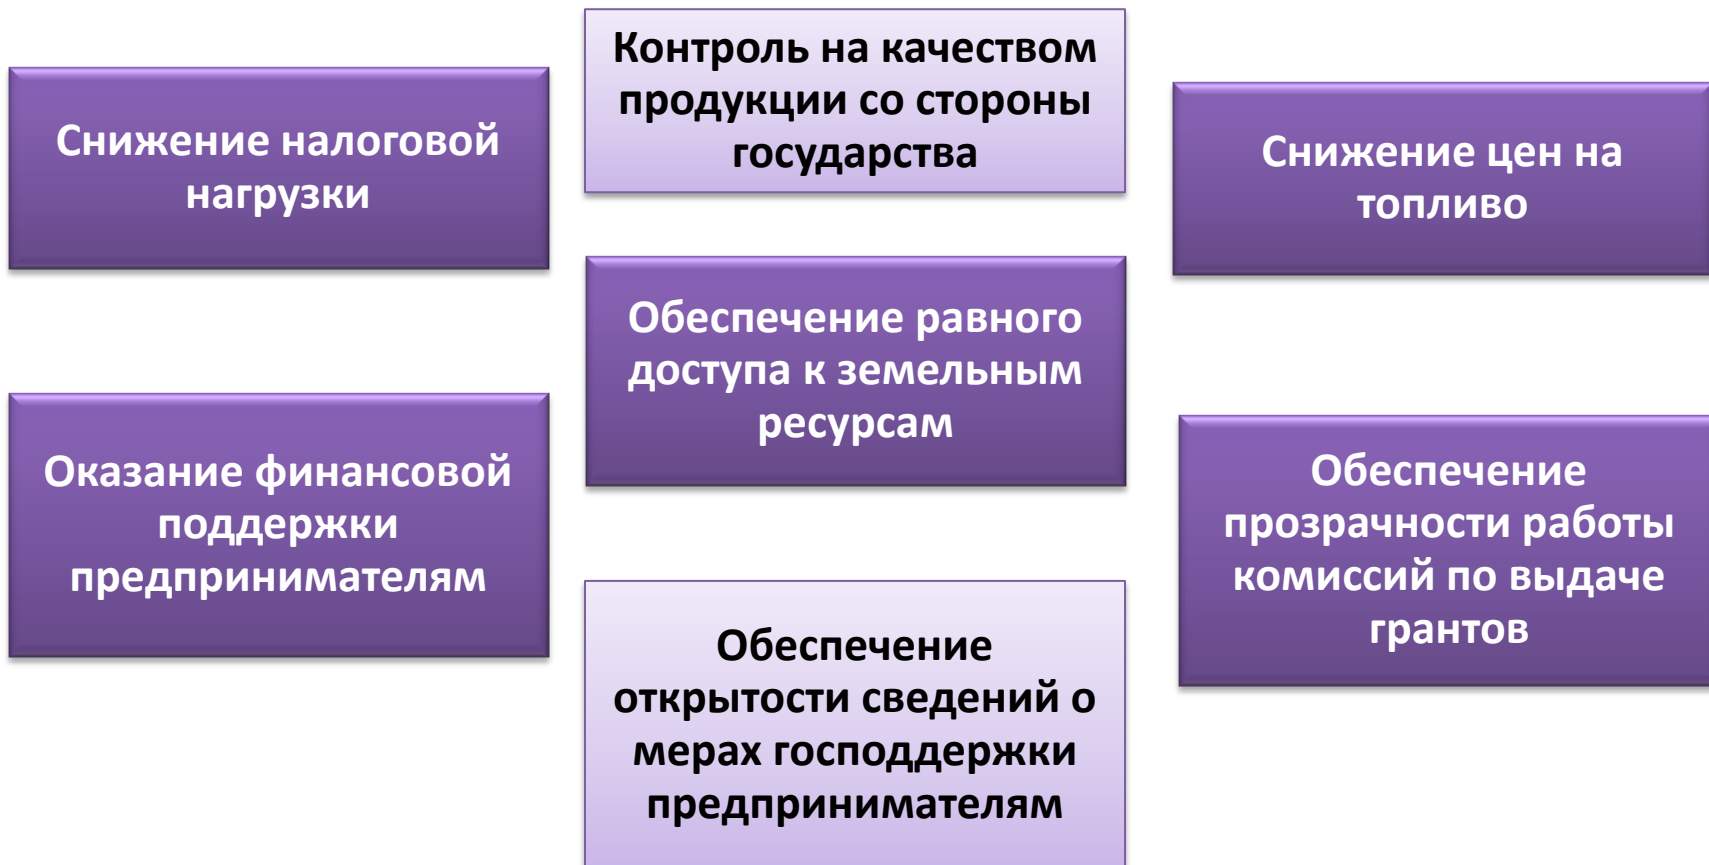 Снижение налоговой
нагрузки
Контроль на качеством
продукции со стороны
государства
Снижение цен на
топливо
Обеспечение равного
доступа к земельным
ресурсам
Оказание финансовой
поддержки
предпринимателям
Обеспечение
прозрачности работы
комиссий по выдаче
грантов
Обеспечение
открытости сведений о
мерах господдержки
предпринимателям